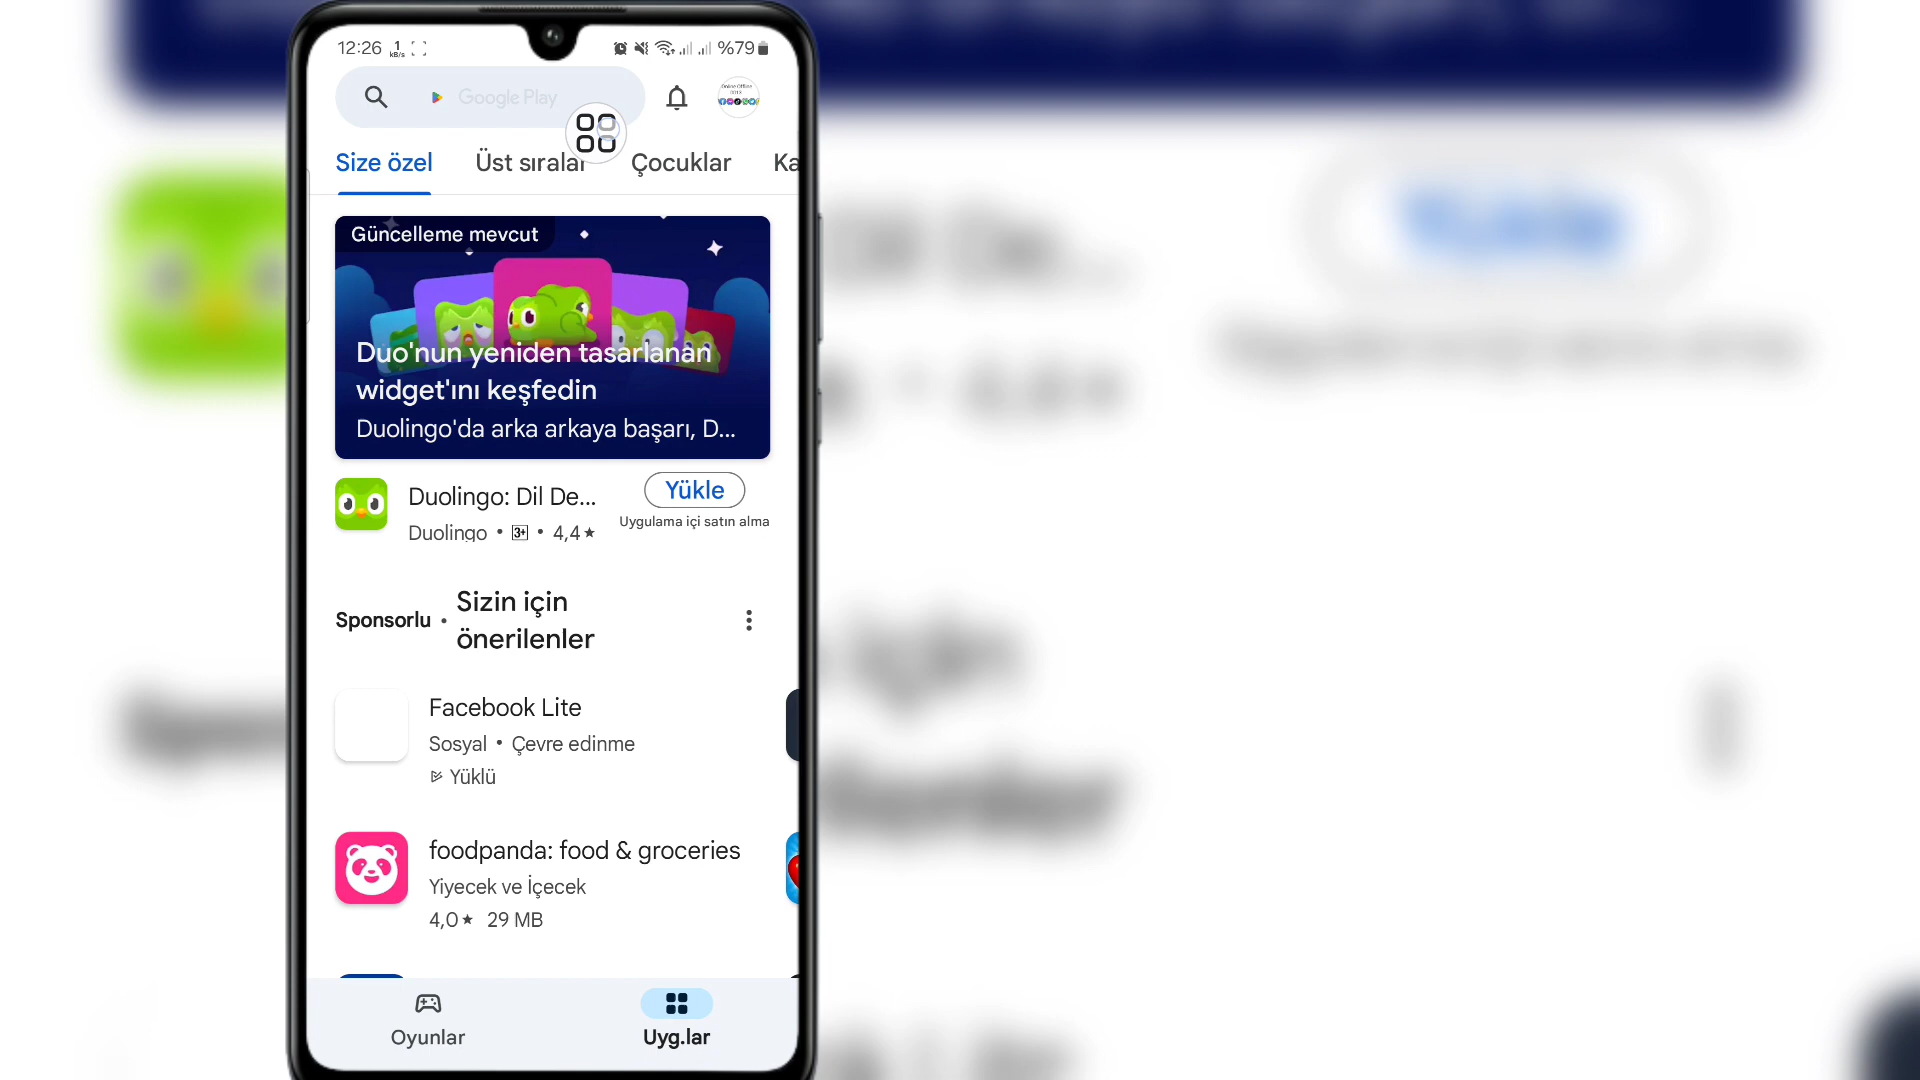 12:26 1 kB/s %79
Google Play
Size özel Üst sıralar Çocuklar Ka
Güncelleme mevcut
Duo'nun yeniden tasarlanan
widget'ını keşfedin
Duolingo'da arka arkaya başarı, D...
Duolingo: Dil De...
Yükle
Duolingo • 3+ • 4,4★
Uygulama içi satın alma
Sponsorlu • Sizin için
önerilenler
Facebook Lite
Sosyal • Çevre edinme
Yüklü
foodpanda: food & groceries
Yiyecek ve İçecek
4,0★ 29 MB
Oyunlar
Uyg.lar